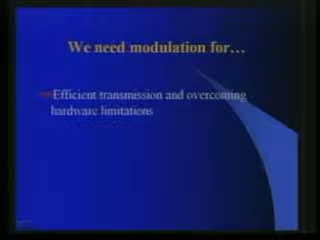 We need modulation for...
Efficient transmission and overcoming
hardware limitations